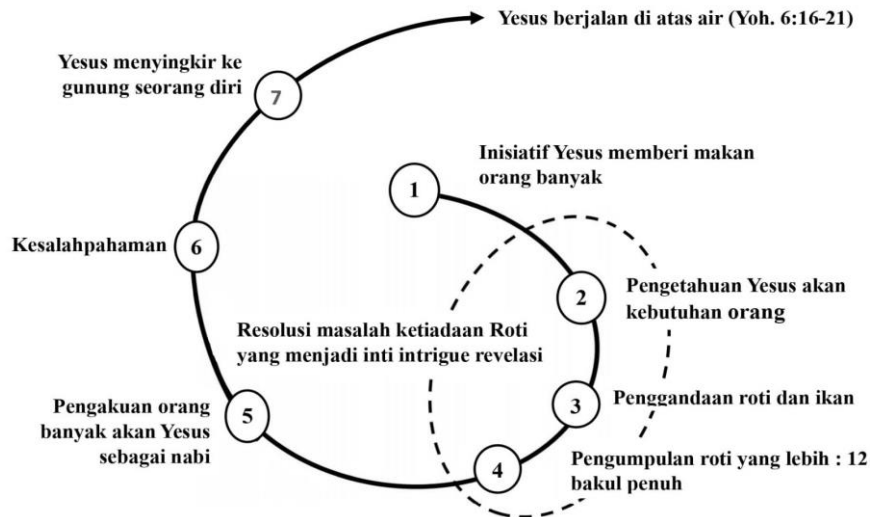 Yesus berjalan di atas air (Yoh. 6:16-21)
Yesus menyingkir ke
gunung seorang diri
7
Inisiatif Yesus memberi makan
orang banyak
1
Kesalahpahaman
6
2
Pengetahuan Yesus akan
kebutuhan orang
Resolusi masalah ketiadaan Roti
yang menjadi inti intrigue revelasi
3
Penggandaan roti dan ikan
Pengakuan orang
banyak akan Yesus
sebagai nabi
5
4
Pengumpulan roti yang lebih : 12
bakul penuh